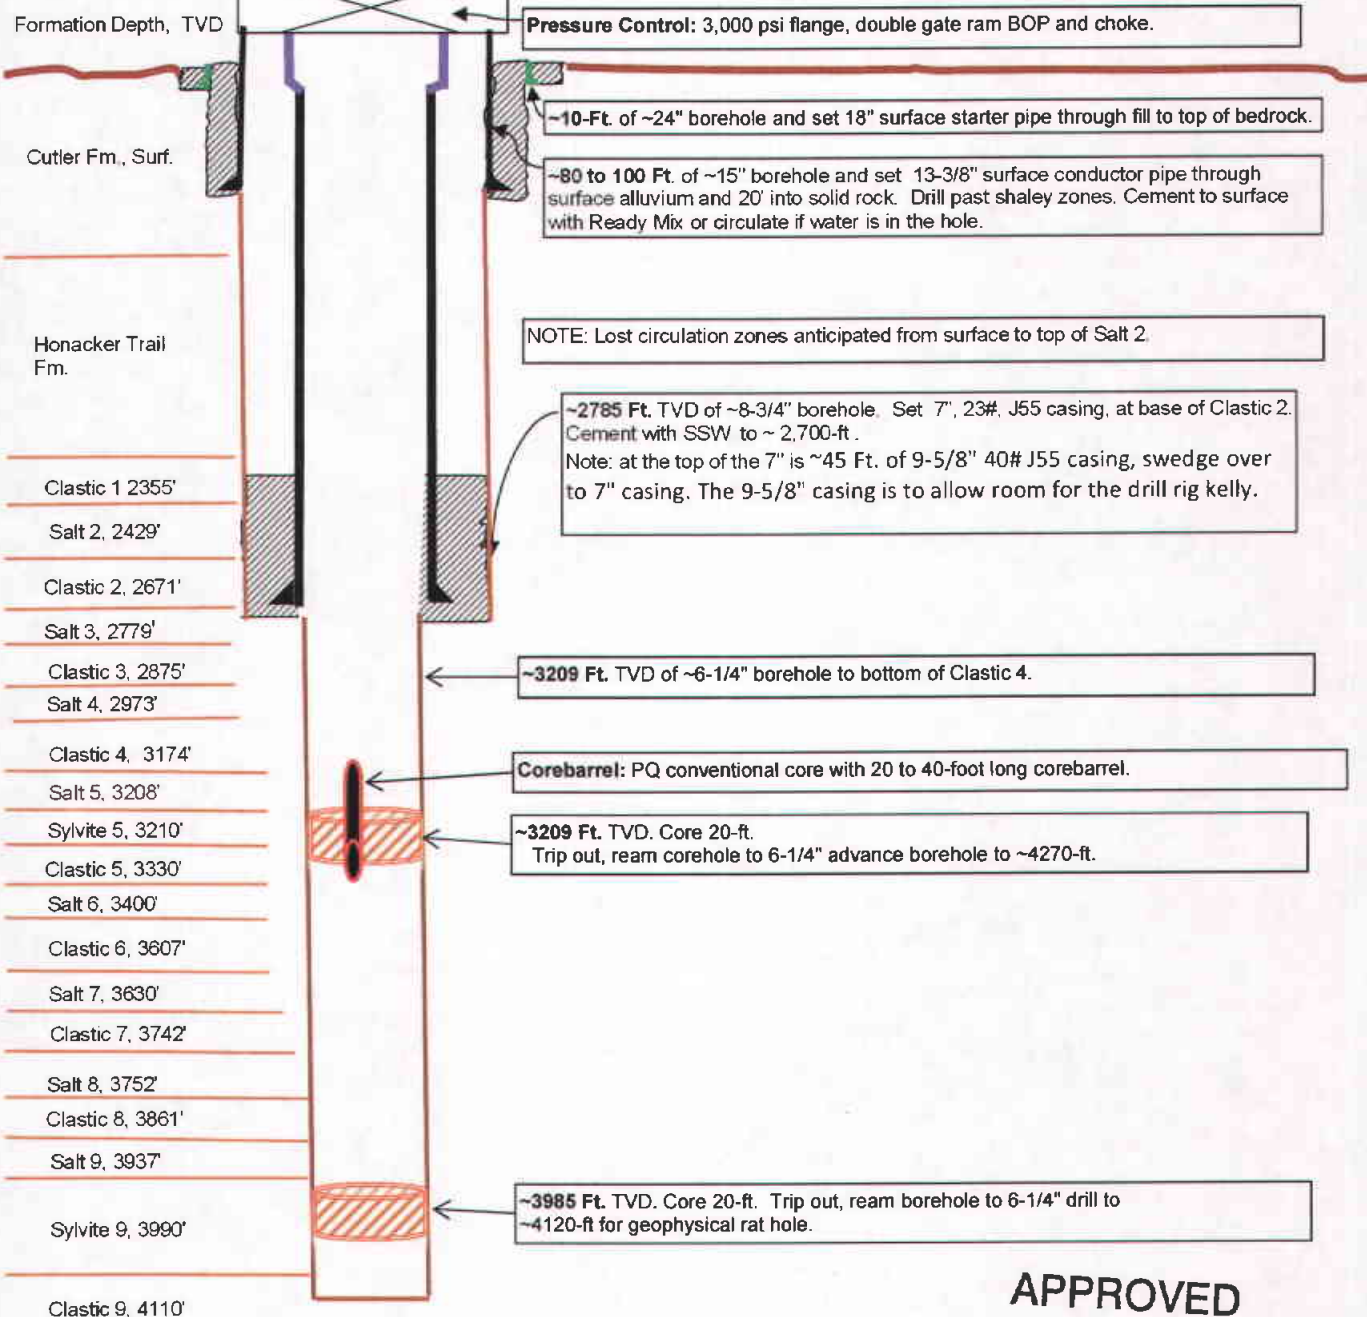 Formation Depth, TVD
Pressure Control: 3,000 psi flange, double gate ram BOP and choke.
~10-Ft. of ~24" borehole and set 18" surface starter pipe through fill to top of bedrock.
Cutler Fm., Surf.
~80 to 100 Ft. of ~15" borehole and set 13-3/8" surface conductor pipe through
surface alluvium and 20' into solid rock. Drill past shaley zones. Cement to surface
with Ready Mix or circulate if water is in the hole.
NOTE: Lost circulation zones anticipated from surface to top of Salt 2.
Honacker Trail
Fm.
~2785 Ft. TVD of ~8-3/4" borehole. Set 7", 23#, J55 casing, at base of Clastic 2.
Cement with SSW to ~ 2,700-ft .
Note: at the top of the 7" is ~45 Ft. of 9-5/8" 40# J55 casing, swedge over
to 7" casing. The 9-5/8" casing is to allow room for the drill rig kelly.
Clastic 1 2355'
Salt 2, 2429'
Clastic 2, 2671'
Salt 3, 2779'
Clastic 3, 2875'
~3209 Ft. TVD of ~6-1/4" borehole to bottom of Clastic 4.
Salt 4, 2973'
Clastic 4, 3174'
Corebarrel: PQ conventional core with 20 to 40-foot long corebarrel.
Salt 5, 3208'
Sylvite 5, 3210'
~3209 Ft. TVD. Core 20-ft.
Trip out, ream corehole to 6-1/4" advance borehole to ~4270-ft.
Clastic 5, 3330'
Salt 6, 3400'
Clastic 6, 3607'
Salt 7, 3630'
Clastic 7, 3742'
Salt 8, 3752'
Clastic 8, 3861'
Salt 9, 3937'
~3985 Ft. TVD. Core 20-ft. Trip out, ream borehole to 6-1/4" drill to
~4120-ft for geophysical rat hole.
Sylvite 9, 3990'
Clastic 9, 4110'
APPROVED